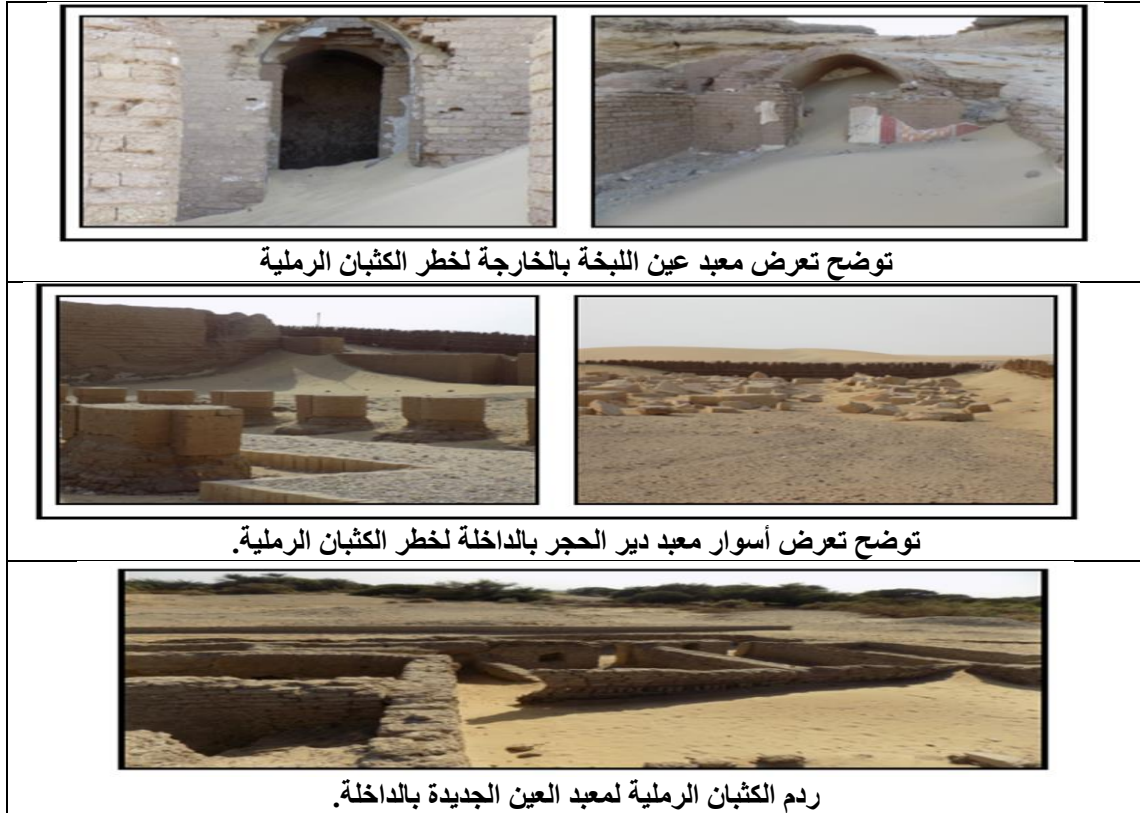 توضح تعرض معبد عين اللبخة بالخارجة لخطر الكثبان الرملية
توضح تعرض أسوار معبد دير الحجر بالداخلة لخطر الكثبان الرملية.
ردم الكثبان الرملية لمعبد العين الجديدة بالداخلة.